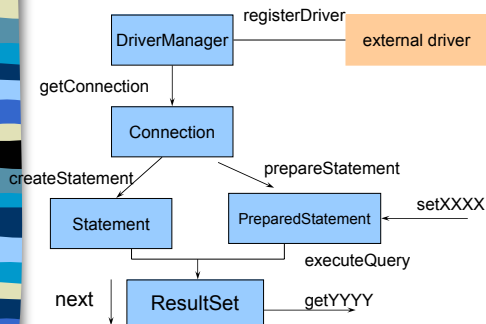 registerDriver
DriverManager
external driver
getConnection
Connection
createStatement
prepareStatement
Statement
PreparedStatement
setXXXX
executeQuery
next
ResultSet
getYYYY